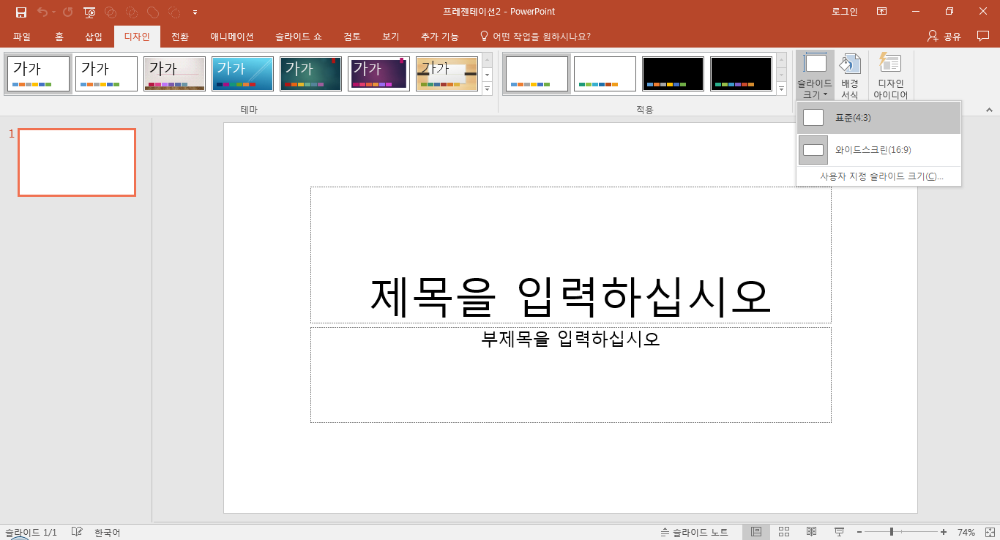 프레젠테이션2 - PowerPoint
로그인
파일
홈
삽입
디자인
전환
애니메이션
슬라이드 쇼
검토
보기
추가 기능
어떤 작업을 원하시나요?
공유
가가
가가
가가
가가
가가
가가
가가
슬라이드
크기
배경
서식
디자인
아이디어
테마
적용
표준(4:3)
와이드스크린(16:9)
사용자 지정 슬라이드 크기(C)...
1
제목을 입력하십시오
부제목을 입력하십시오
슬라이드 1/1
한국어
슬라이드 노트
74%